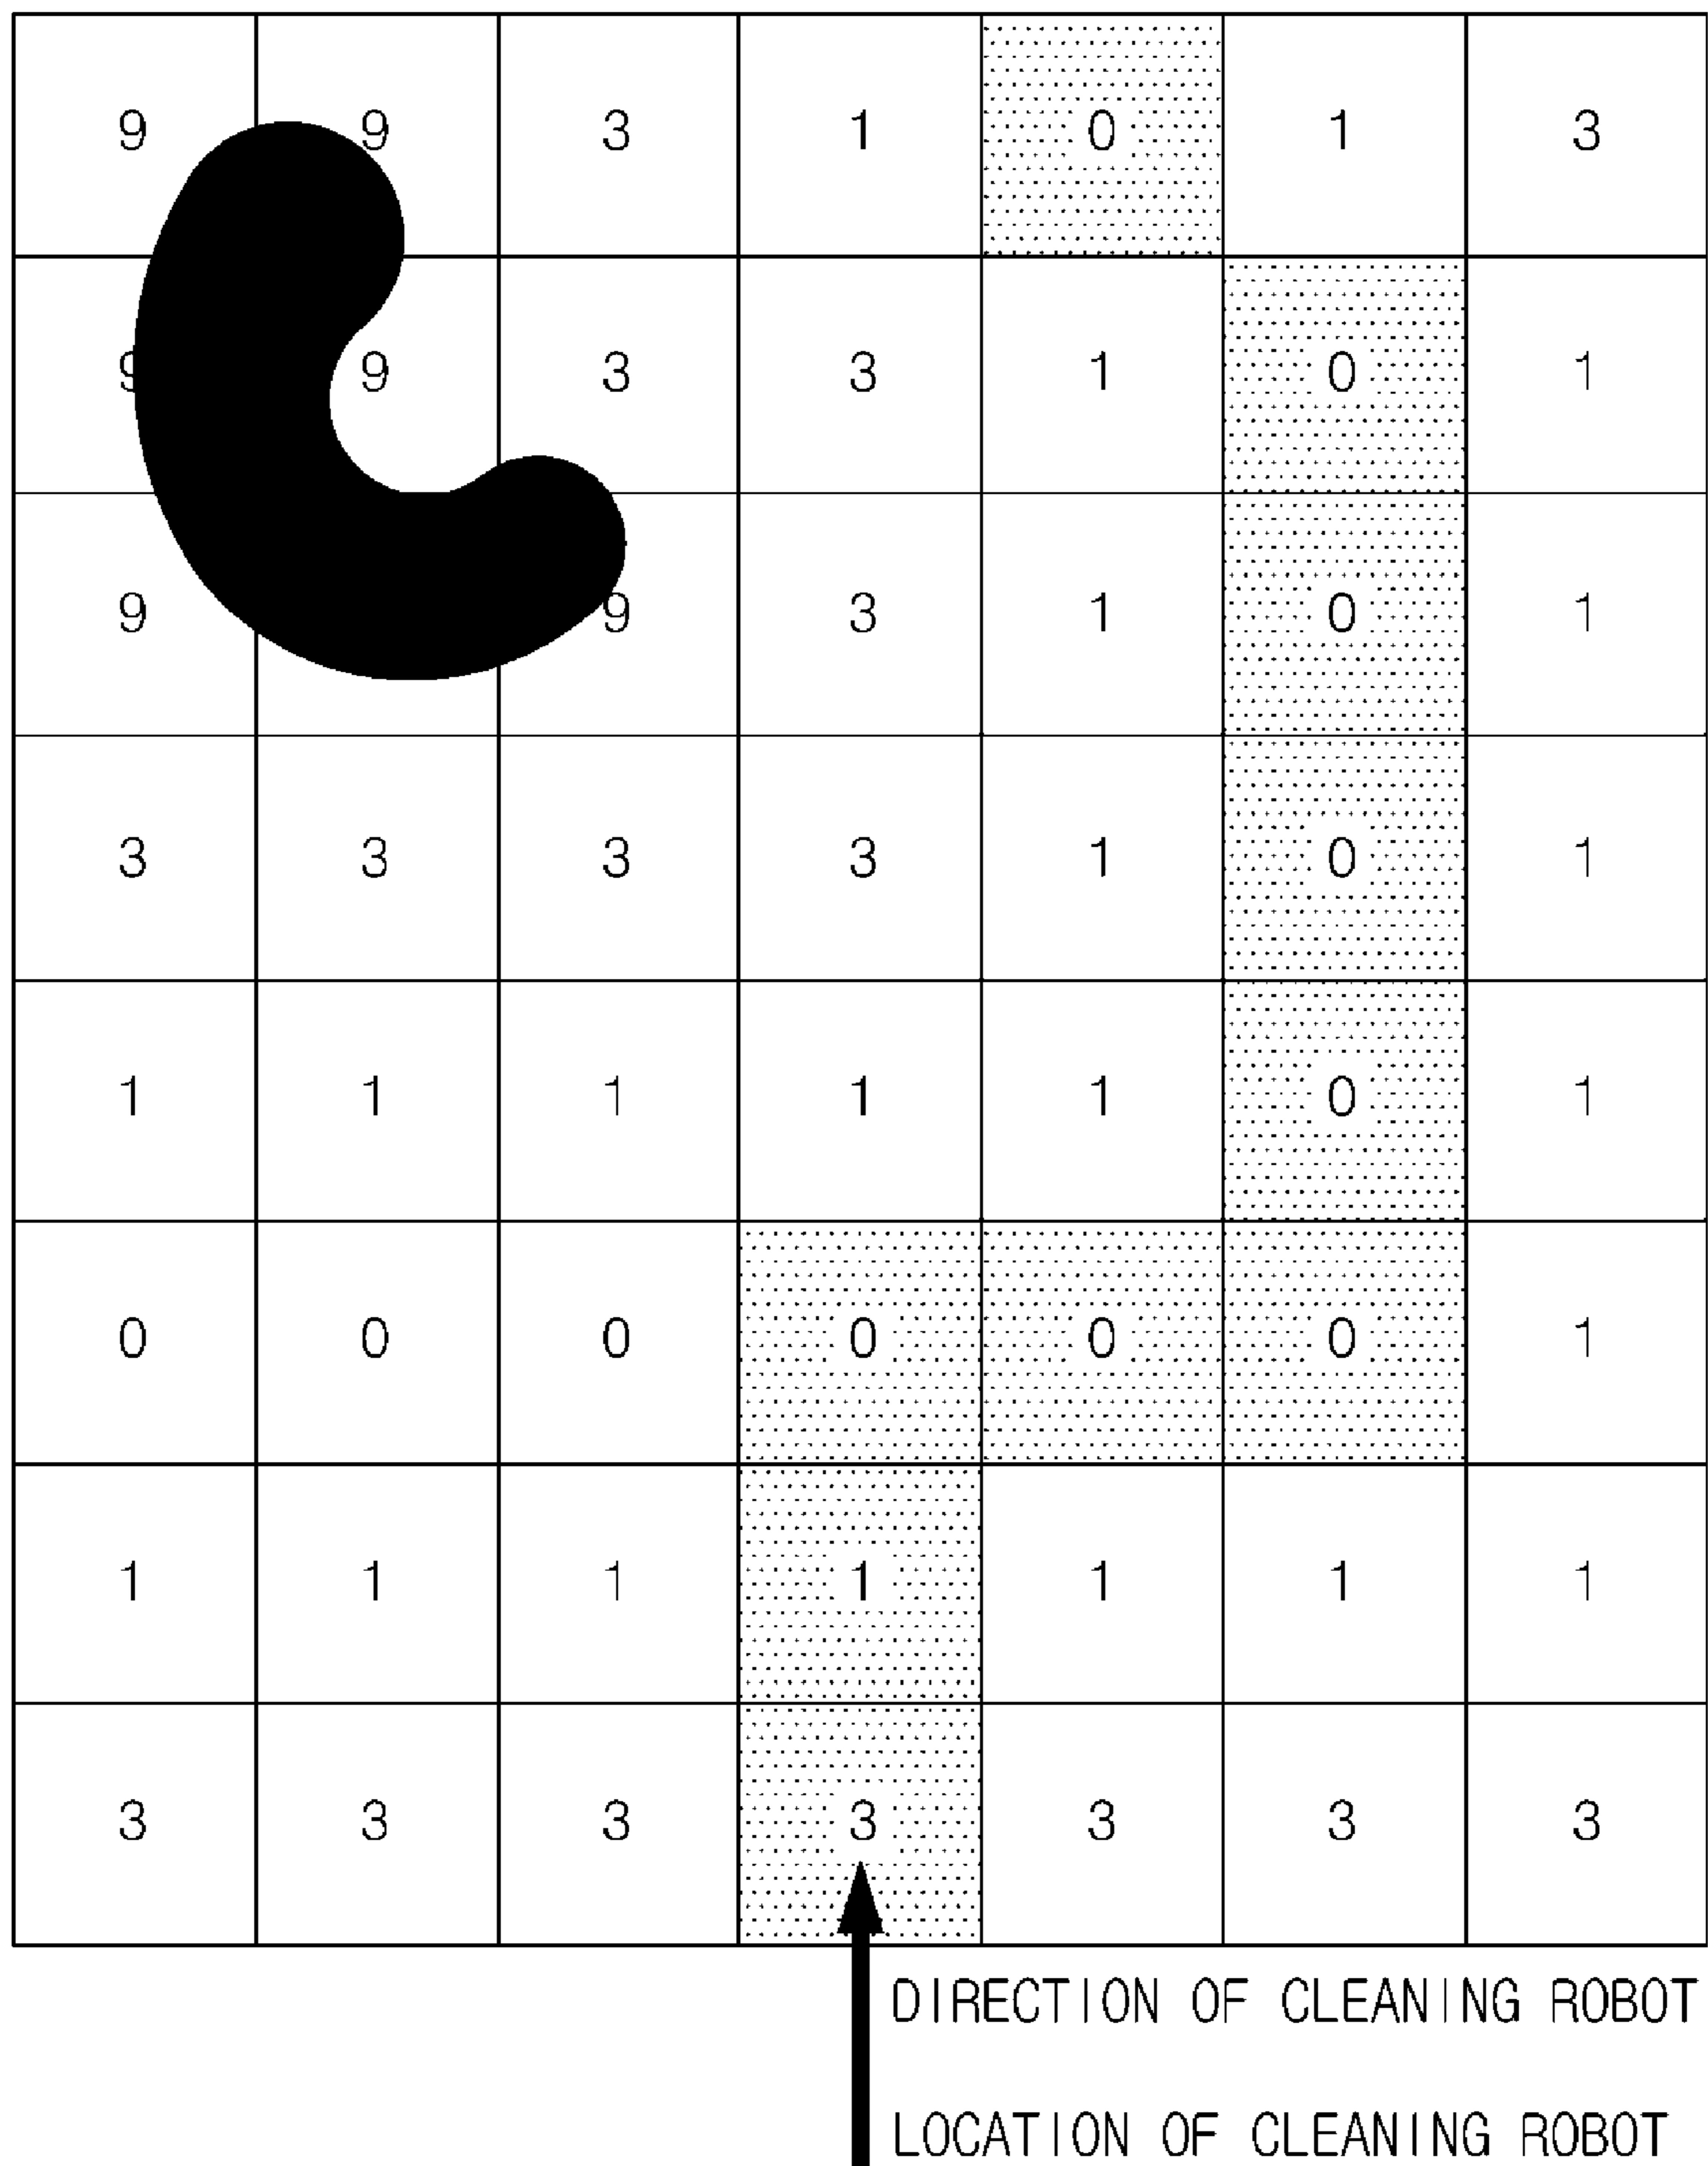 9 9 3 1 0 1 3
9 9 3 3 1 0 1
9 9 3 1 0 1
3 3 3 3 1 0 1
1 1 1 1 1 0 1
0 0 0 0 0 0 1
1 1 1 1 1 1 1
3 3 3 3 3 3 3
DIRECTION OF CLEANING ROBOT
LOCATION OF CLEANING ROBOT